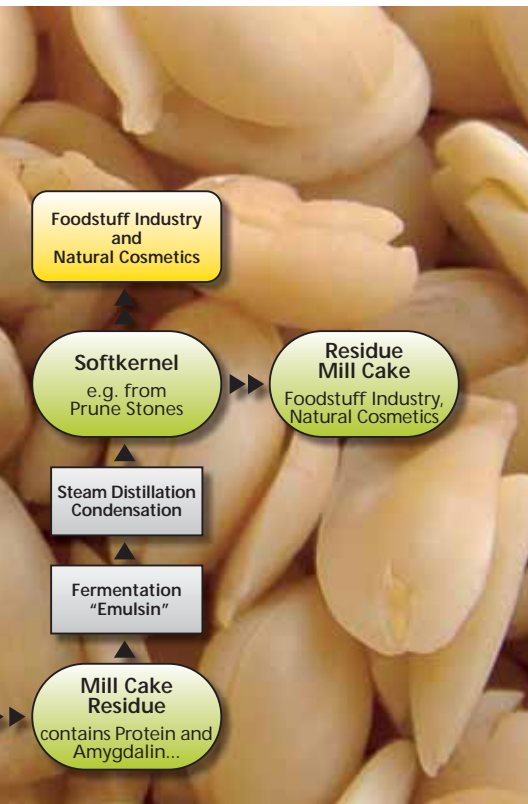 Foodstuff Industry
and
Natural Cosmetics
Softkernel
e.g. from
Prune Stones
Residue
Mill Cake
Foodstuff Industry,
Natural Cosmetics
Steam Distillation
Condensation
Fermentation
“Emulsin”
Mill Cake
Residue
contains Protein and
Amygdalin...